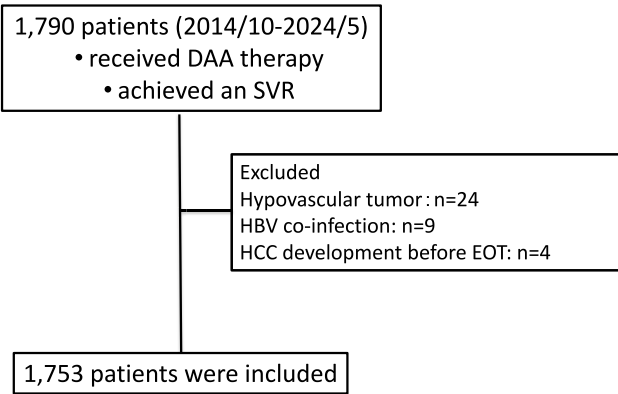 1,790 patients (2014/10-2024/5)
• received DAA therapy
• achieved an SVR
Excluded
Hypovascular tumor：n=24
HBV co-infection: n=9
HCC development before EOT: n=4
1,753 patients were included